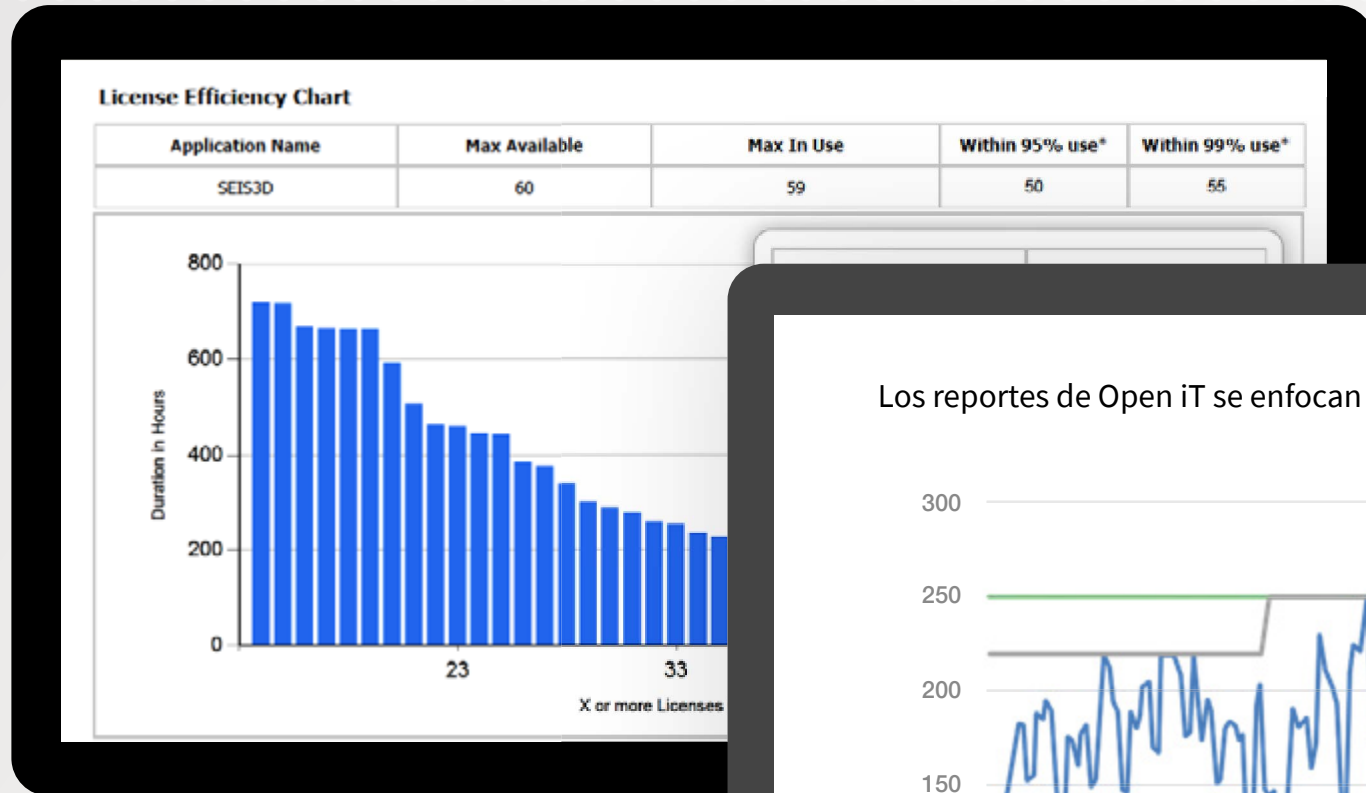 License Efficiency Chart
Application Name Max Available Max In Use Within 95% use* Within 99% use*
SEIS3D 60 59 50 55
800
600
400
200
0
Duration in Hours
23 33
X or more Licenses
Los reportes de Open iT se enfocan
300
250
200
150